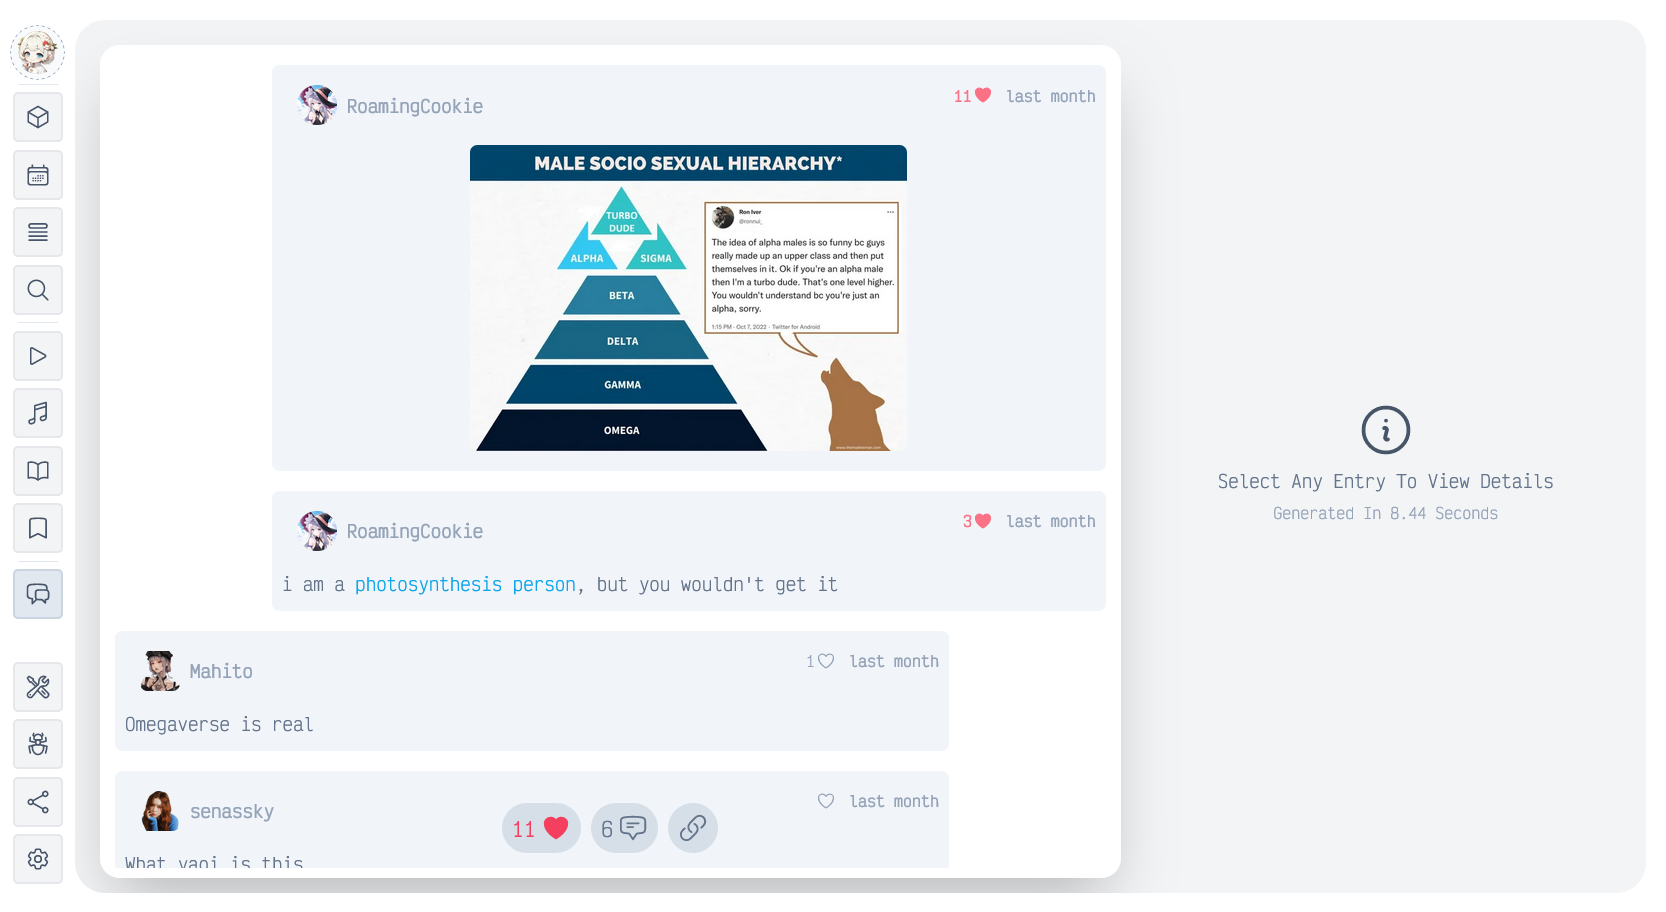 RoamingCookie
11 last month
MALE SOCIO SEXUAL HIERARCHY*
TURBO
DUDE
ALPHA
SIGMA
BETA
DELTA
GAMMA
OMEGA
Ron Iver
@ronnui_
The idea of alpha males is so funny bc guys
really made up an upper class and then put
themselves in it. Ok if you're an alpha male
then I'm a turbo dude. That's one level higher.
You wouldn't understand bc you're just an
alpha, sorry.
1:15 PM · Oct 7, 2022 · Twitter for Android
RoamingCookie
3 last month
i am a photosynthesis person, but you wouldn't get it
Mahito
1 last month
Omegaverse is real
senassky
last month
What yaoi is this
11
6
Select Any Entry To View Details
Generated In 8.44 Seconds